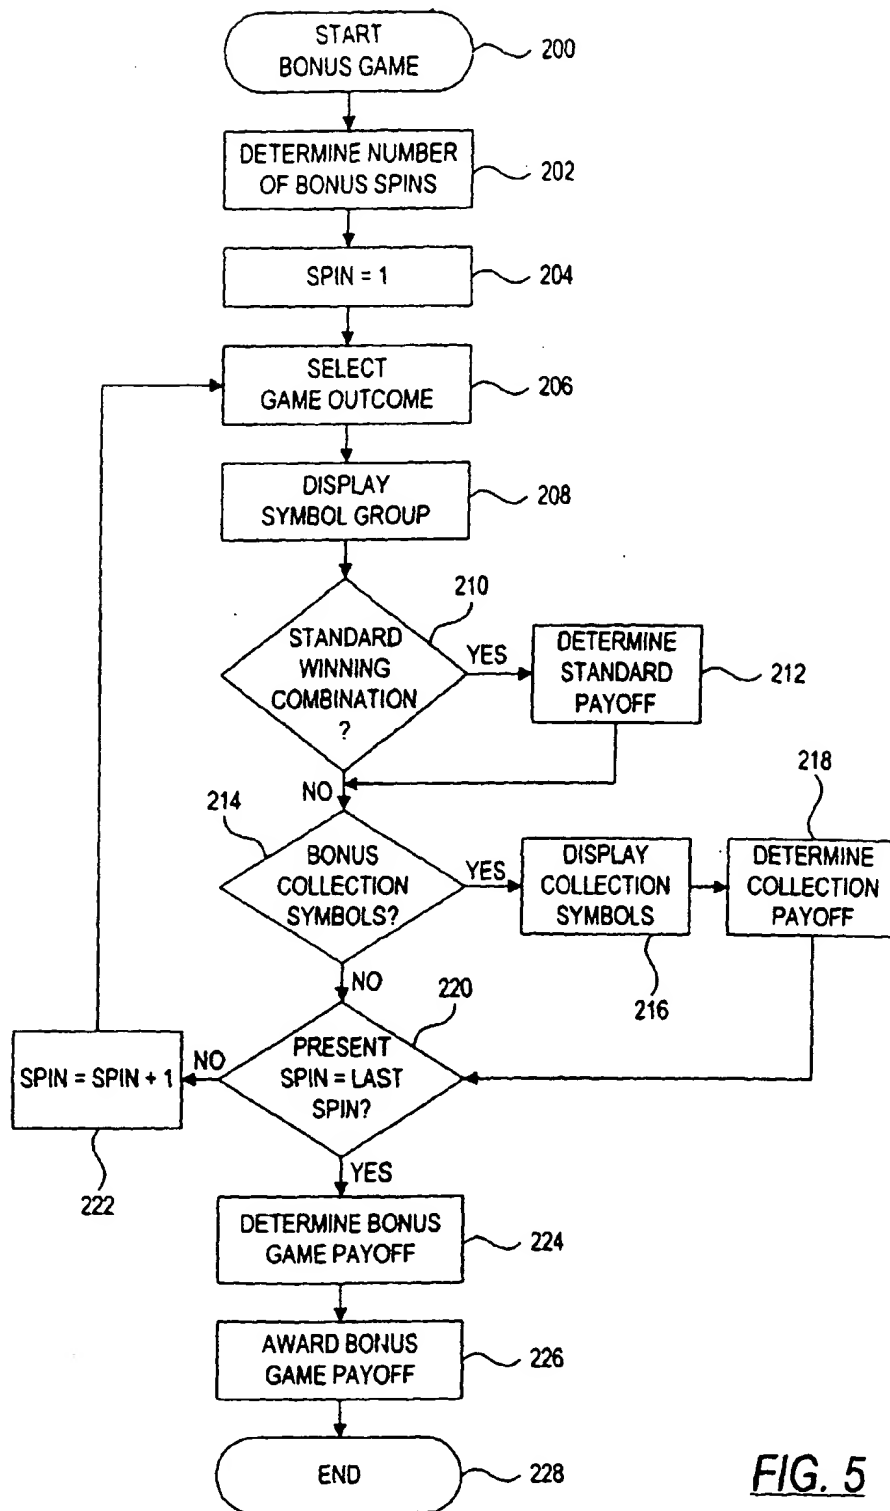 START
BONUS GAME
200
DETERMINE NUMBER
OF BONUS SPINS
202
SPIN = 1
204
SELECT
GAME OUTCOME
206
DISPLAY
SYMBOL GROUP
208
210
STANDARD
WINNING
COMBINATION
?
YES
DETERMINE
STANDARD
PAYOFF
212
NO
214
BONUS
COLLECTION
SYMBOLS?
YES
DISPLAY
COLLECTION
SYMBOLS
216
218
DETERMINE
COLLECTION
PAYOFF
NO
220
PRESENT
SPIN = LAST
SPIN?
NO
SPIN = SPIN + 1
222
YES
DETERMINE BONUS
GAME PAYOFF
224
AWARD BONUS
GAME PAYOFF
226
END
228
FIG. 5